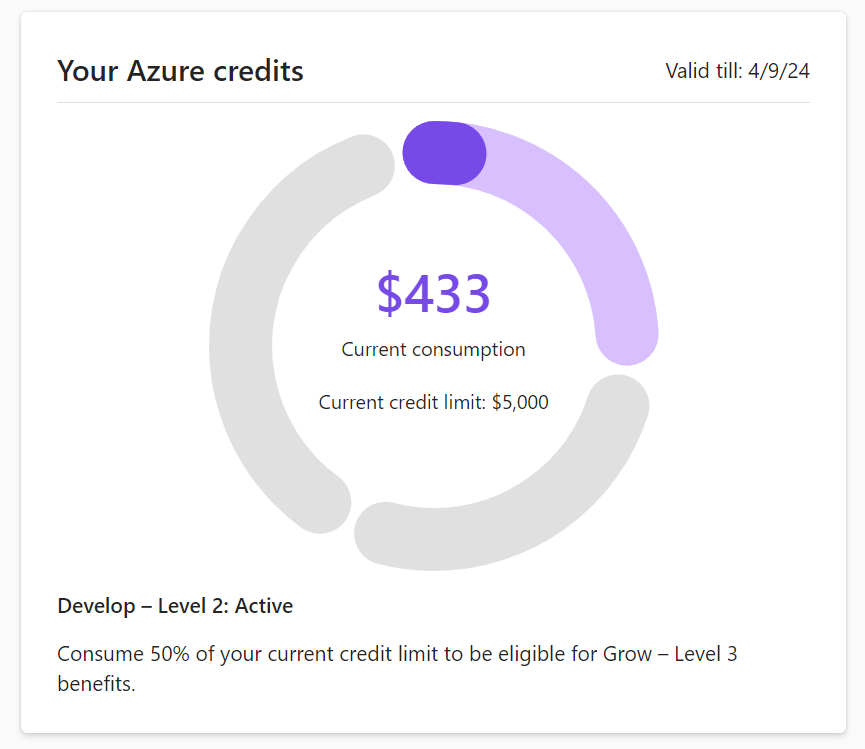 Your Azure credits
Valid till: 4/9/24
$433
Current consumption
Current credit limit: $5,000
Develop – Level 2: Active
Consume 50% of your current credit limit to be eligible for Grow – Level 3
benefits.